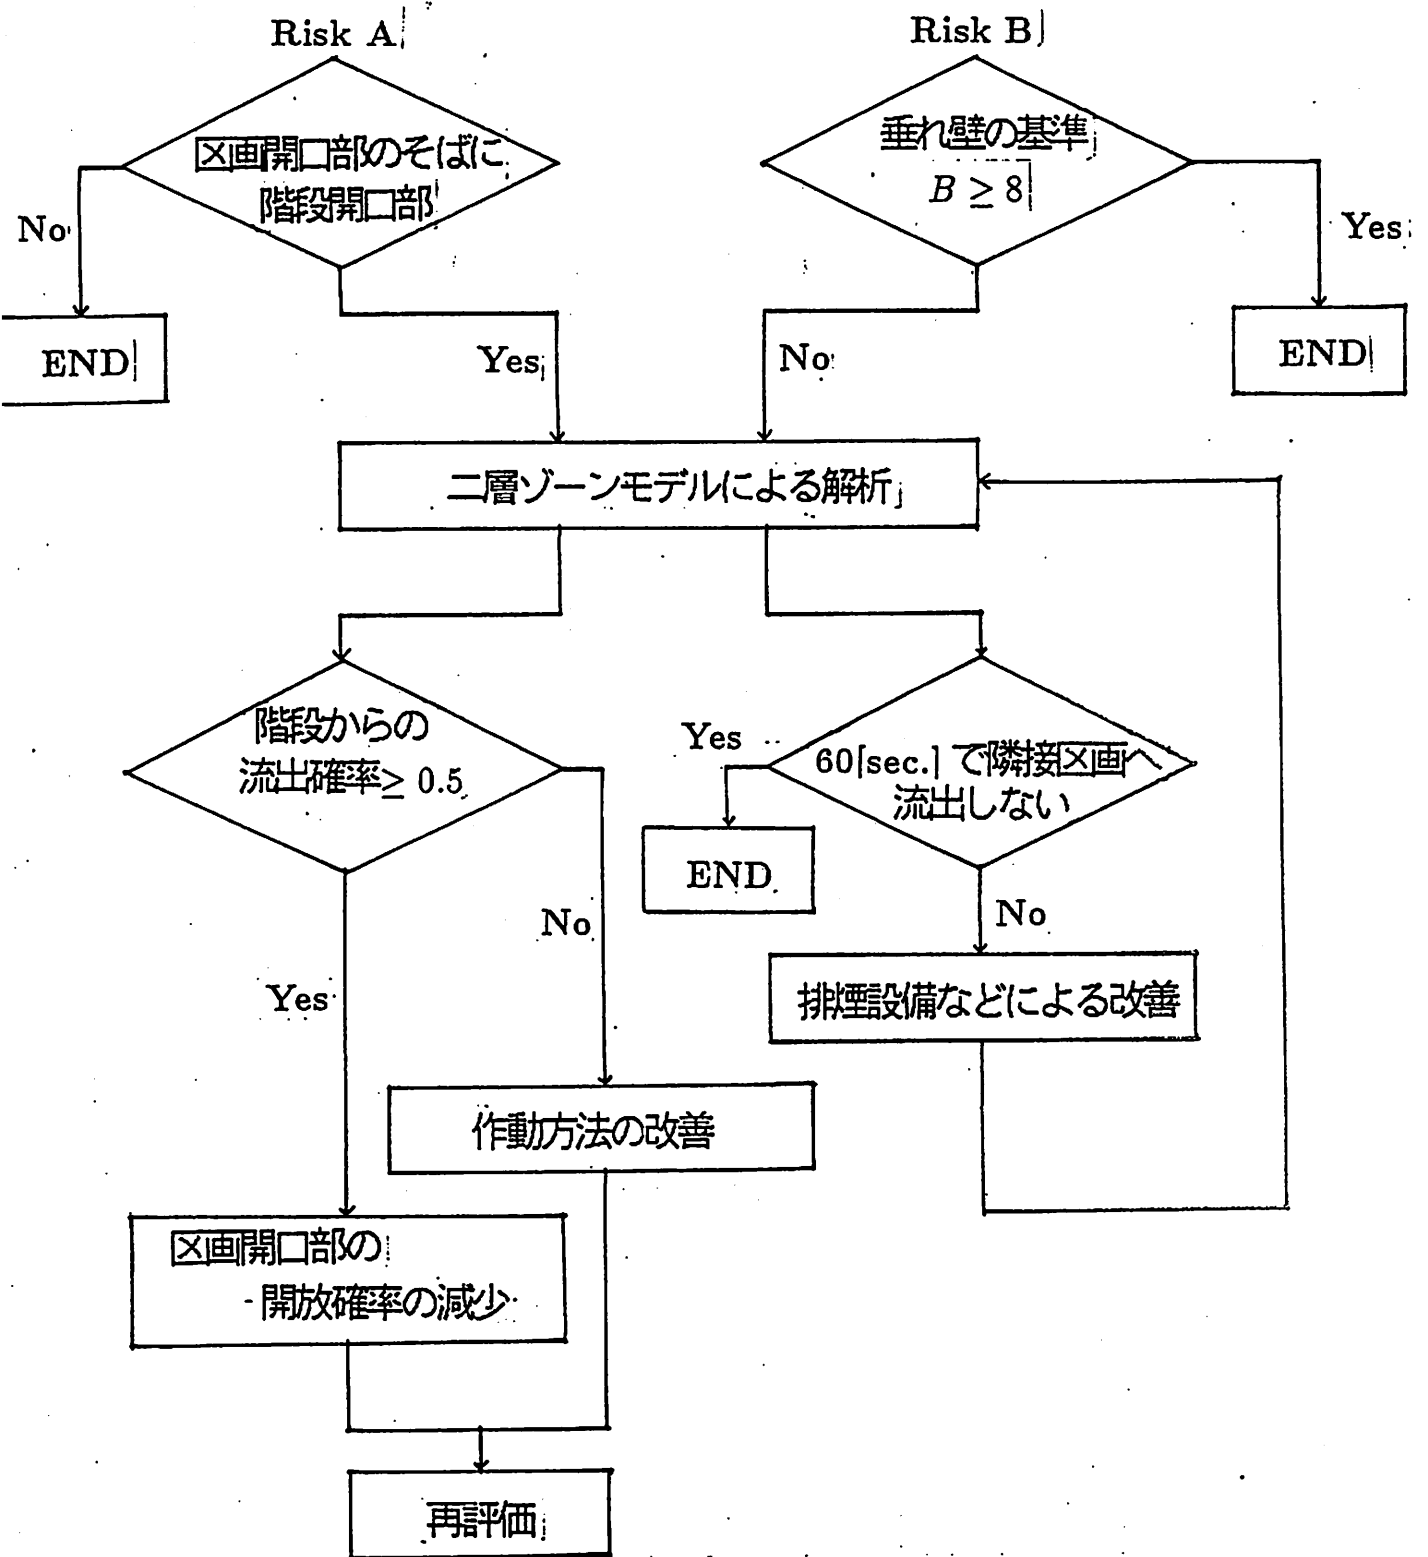 Risk A
Risk B
区画開口部のそばに
階段開口部
垂れ壁の基準
B ≥ 8
No
Yes
END
Yes
No
END
二層ゾーンモデルによる解析
階段からの
流出確率≥ 0.5
Yes
60[sec.] で隣接区画へ
流出しない
END
No
No
Yes
排煙設備などによる改善
作動方法の改善
区画開口部の
開放確率の減少
再評価